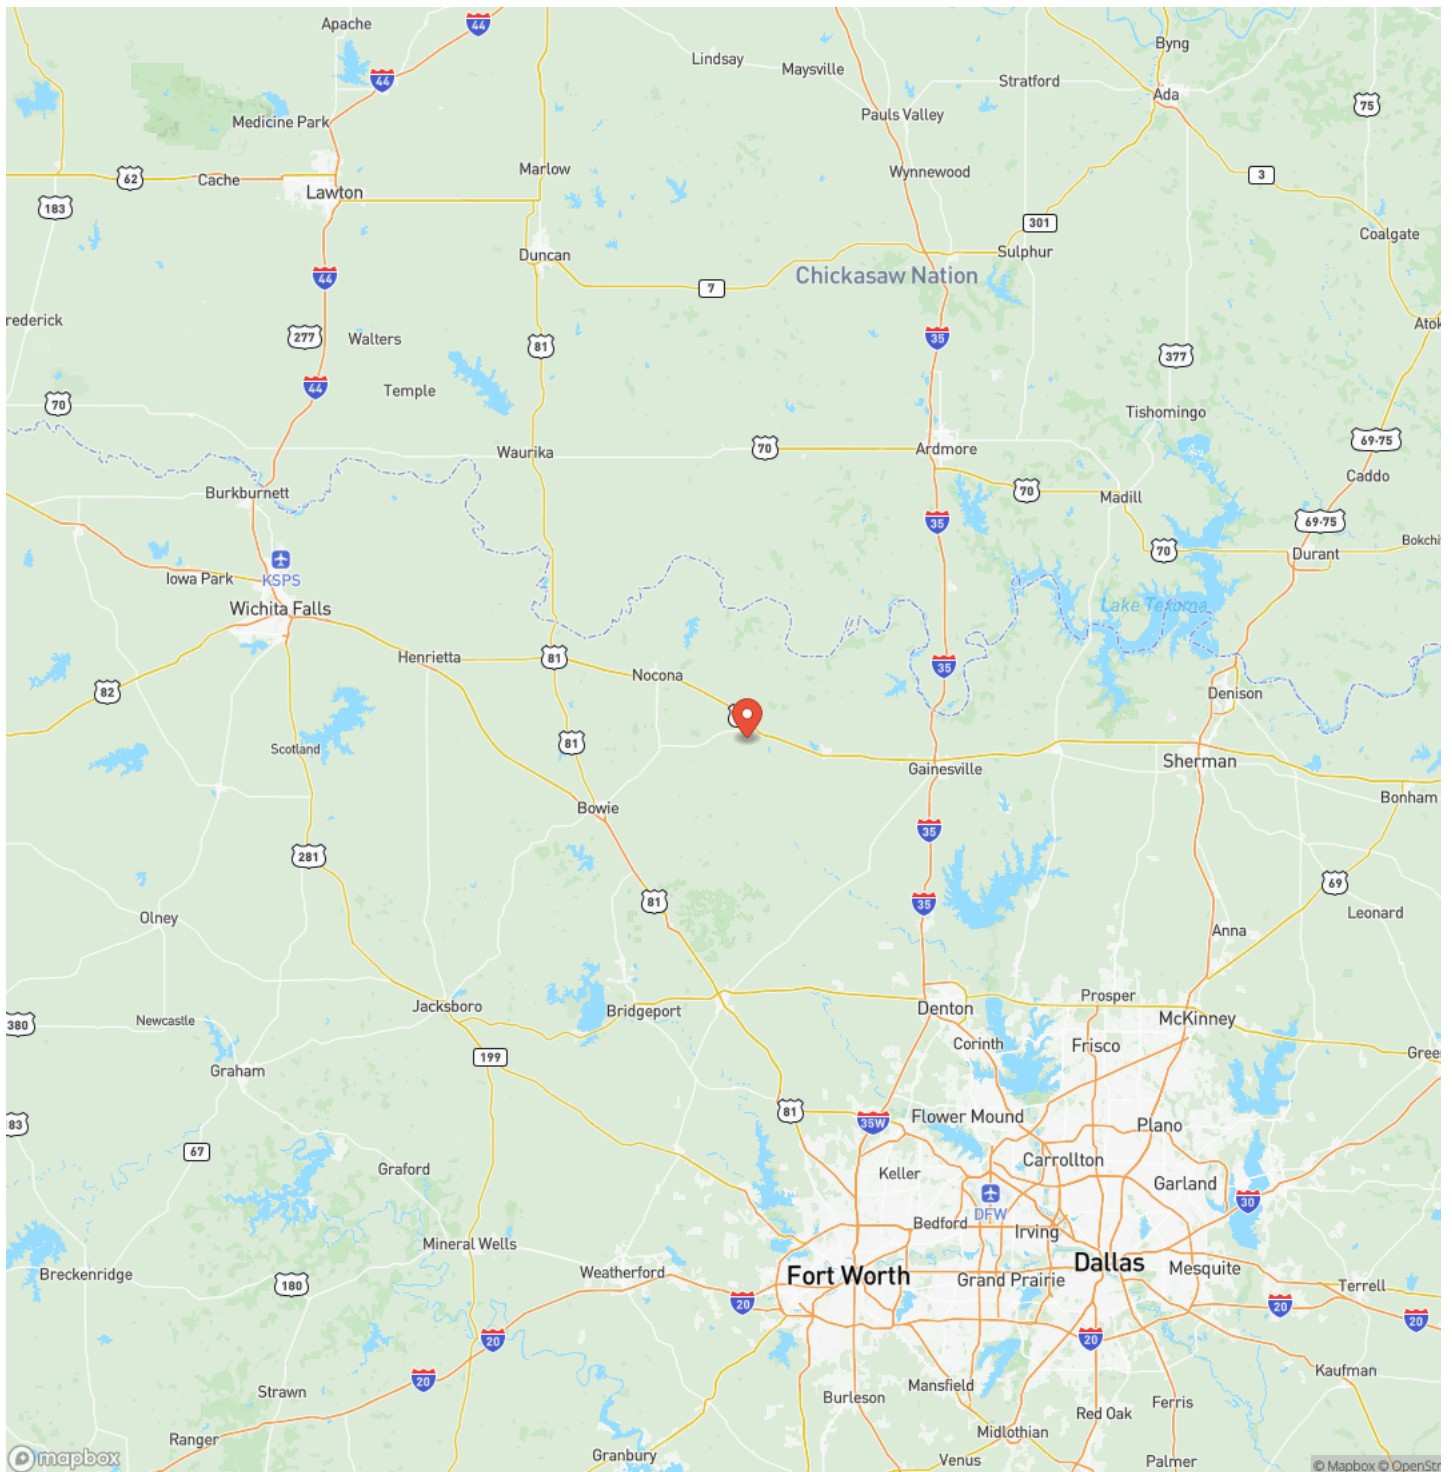 Apache
44
Byng
Lindsay
Maysville
Stratford
44
Ada
75
Pauls Valley
Medicine Park
Marlow
Wynnewood
62
Cache
3
Lawton
183
301
Coalgate
Duncan
Sulphur
44
Chickasaw Nation
7
rederick
Atok
277
Walters
81
35
377
44
Temple
70
Tishomingo
69-75
Waurika
70
Ardmore
Caddo
Burkburnett
70
Madill
35
69-75
Bokchi
70
Durant
KSPS
Iowa Park
Wichita Falls
Lake Texoma
Henrietta
81
35
Nocona
82
Denison
Scotland
81
Gainesville
Sherman
Bowie
Bonham
35
281
69
81
35
Olney
Leonard
Anna
Jacksboro
Bridgeport
Denton
Prosper
380
Newcastle
McKinney
Corinth
Frisco
199
Gree
Graham
81
Flower Mound
83
35W
Plano
67
Graford
Carrollton
Keller
Garland
30
DFW
Bedford
Irving
Mineral Wells
Dallas
Breckenridge
Weatherford
Fort Worth
Grand Prairie
Mesquite
180
Terrell
20
20
20
20
20
Kaufman
20
Strawn
Mansfield
Burleson
Ferris
Red Oak
Ranger
Midlothian
Granbury
Venus
Palmer
mapbox
© Mapbox © OpenStr